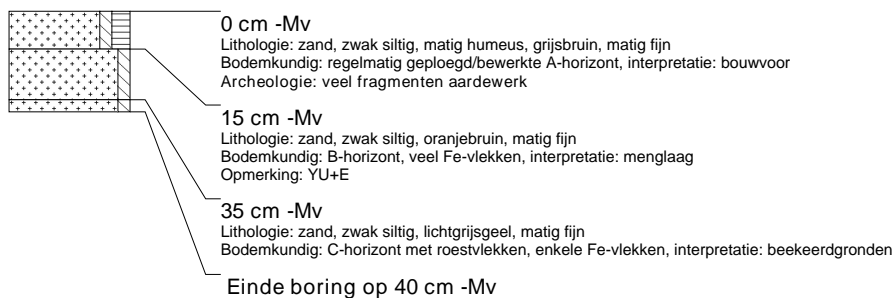 0 cm -Mv
Lithologie: zand, zwak siltig, matig humeus, grijsbruin, matig fijn
Bodemkundig: regelmatig geploegd/bewerkte A-horizont, interpretatie: bouwvoor
Archeologie: veel fragmenten aardewerk
15 cm -Mv
Lithologie: zand, zwak siltig, oranjebruin, matig fijn
Bodemkundig: B-horizont, veel Fe-vlekken, interpretatie: menglaag
Opmerking: YU+E
35 cm -Mv
Lithologie: zand, zwak siltig, lichtgrijsgeel, matig fijn
Bodemkundig: C-horizont met roestvlekken, enkele Fe-vlekken, interpretatie: beekeerdgronden
Einde boring op 40 cm -Mv